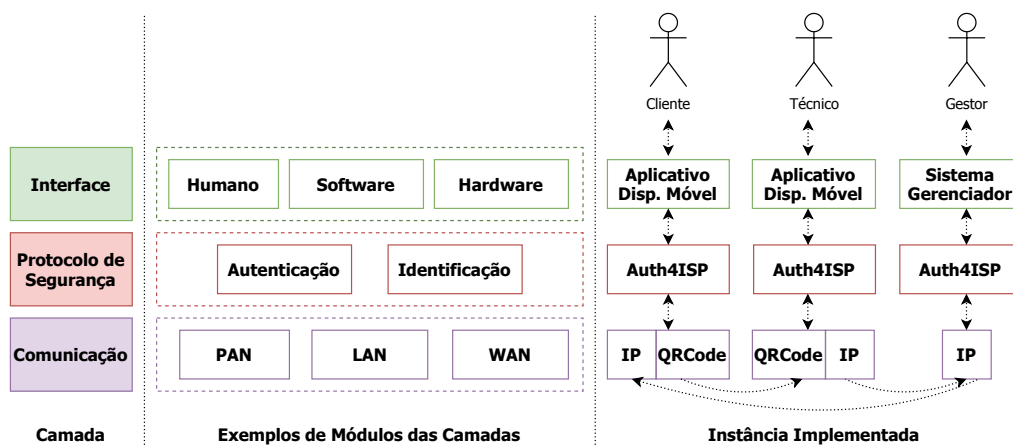 Cliente Técnico Gestor
Interface
Humano Software Hardware
Aplicativo
Disp. Móvel
Aplicativo
Disp. Móvel
Sistema
Gerenciador
Protocolo de
Segurança
Autenticação Identificação
Auth4ISP Auth4ISP Auth4ISP
Comunicação
PAN LAN WAN
IP QRCode QRCode IP IP
Camada Exemplos de Módulos das Camadas Instância Implementada